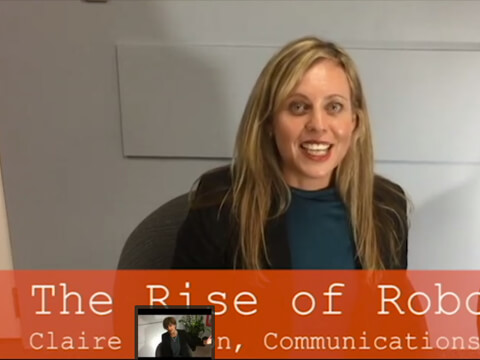 The Rise of Robo
Claire n, Communications